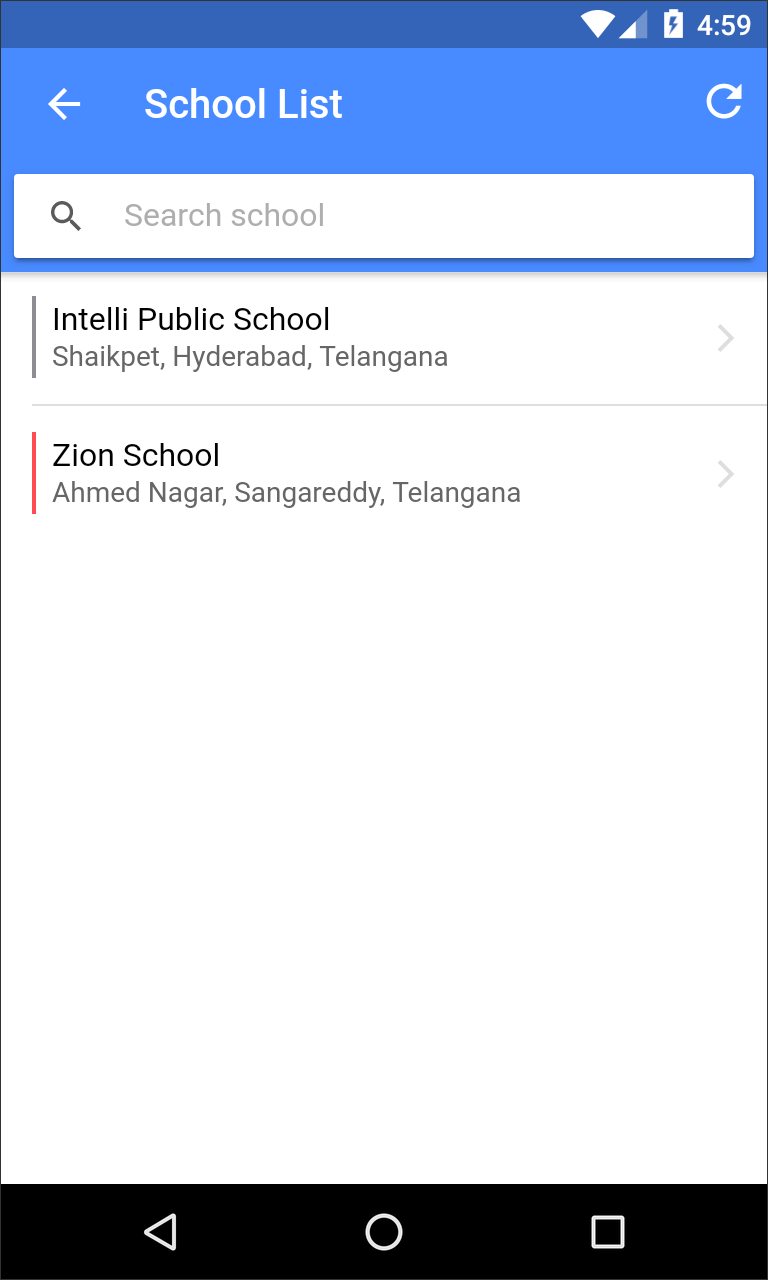 4:59
School List
Search school
Intelli Public School
Shaikpet, Hyderabad, Telangana
Zion School
Ahmed Nagar, Sangareddy, Telangana